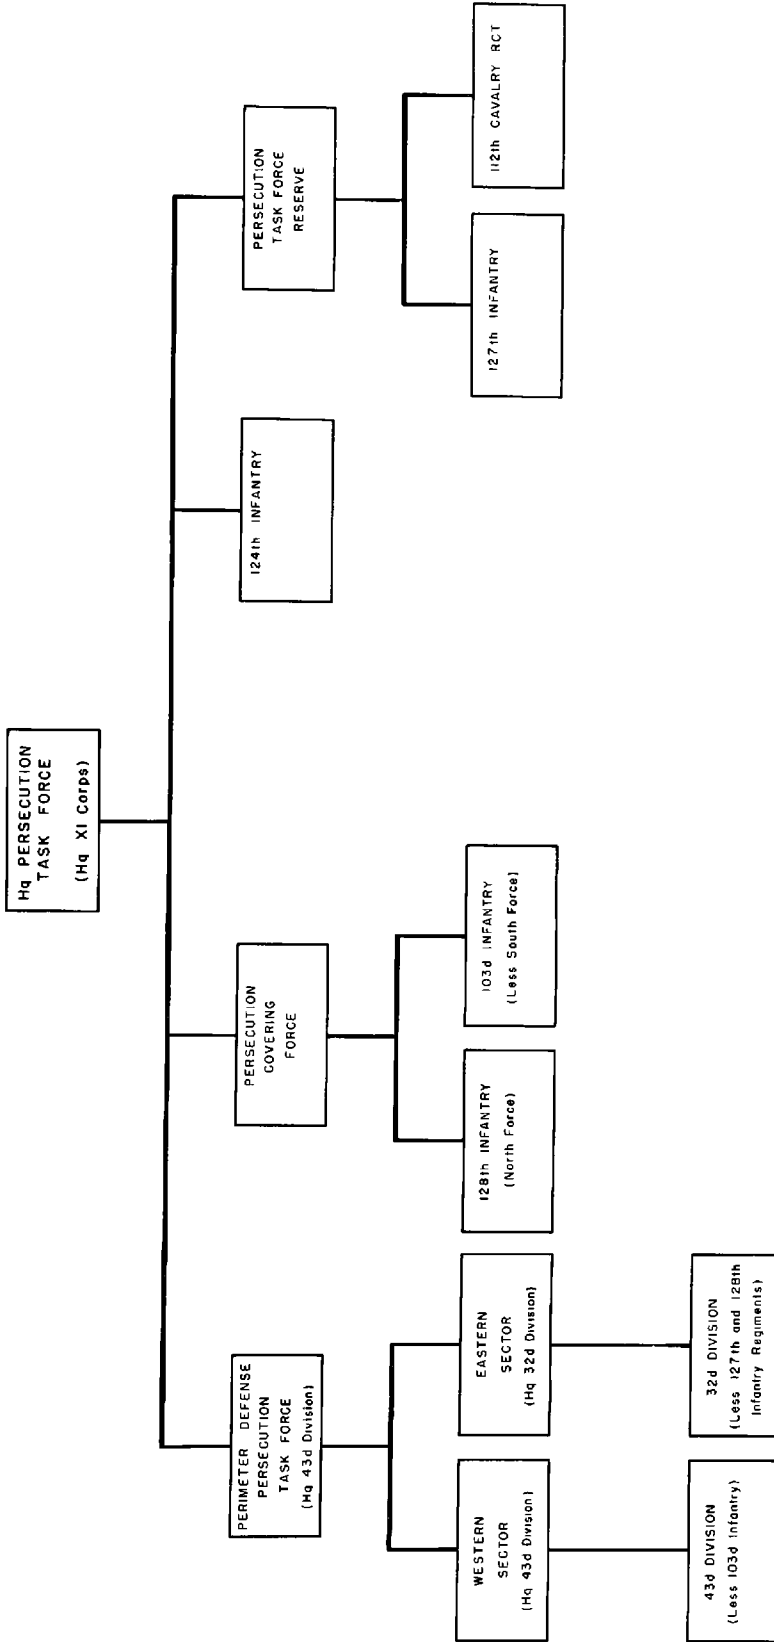 Hq PERSECUTION
TASK FORCE
(Hq XI Corps)
PERIMETER DEFENSE
PERSECUTION
TASK FORCE
(Hq 43d Division)
PERSECUTION
COVERING
FORCE
124th INFANTRY
PERSECUTION
TASK FORCE
RESERVE
WESTERN
SECTOR
(Hq 43d Division)
EASTERN
SECTOR
(Hq 32d Division)
128th INFANTRY
(North Force)
103d INFANTRY
(Less South Force)
127th INFANTRY
112th CAVALRY RCT
43d DIVISION
(Less 103d Infantry)
32d DIVISION
(Less 127th and 128th
Infantry Regiments)